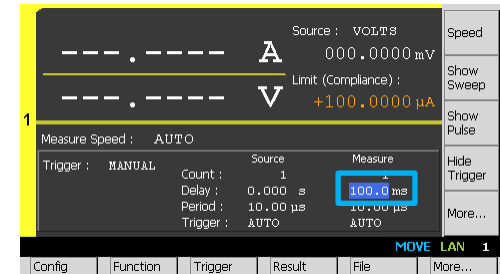 Source : VOLTS
---.---- A 000.0000 mV
Limit (Compliance) :
---.---- V +100.0000 µA
1
Measure Speed : AUTO
Trigger : MANUAL
Source Measure
Count : 1 1
Delay : 0.000 s 100.0 ms
Period : 10.00 µs 10.00 µs
Trigger : AUTO AUTO
Speed
Show
Sweep
Show
Pulse
Hide
Trigger
More...
MOVE LAN 1
Config Function Trigger Result File More...